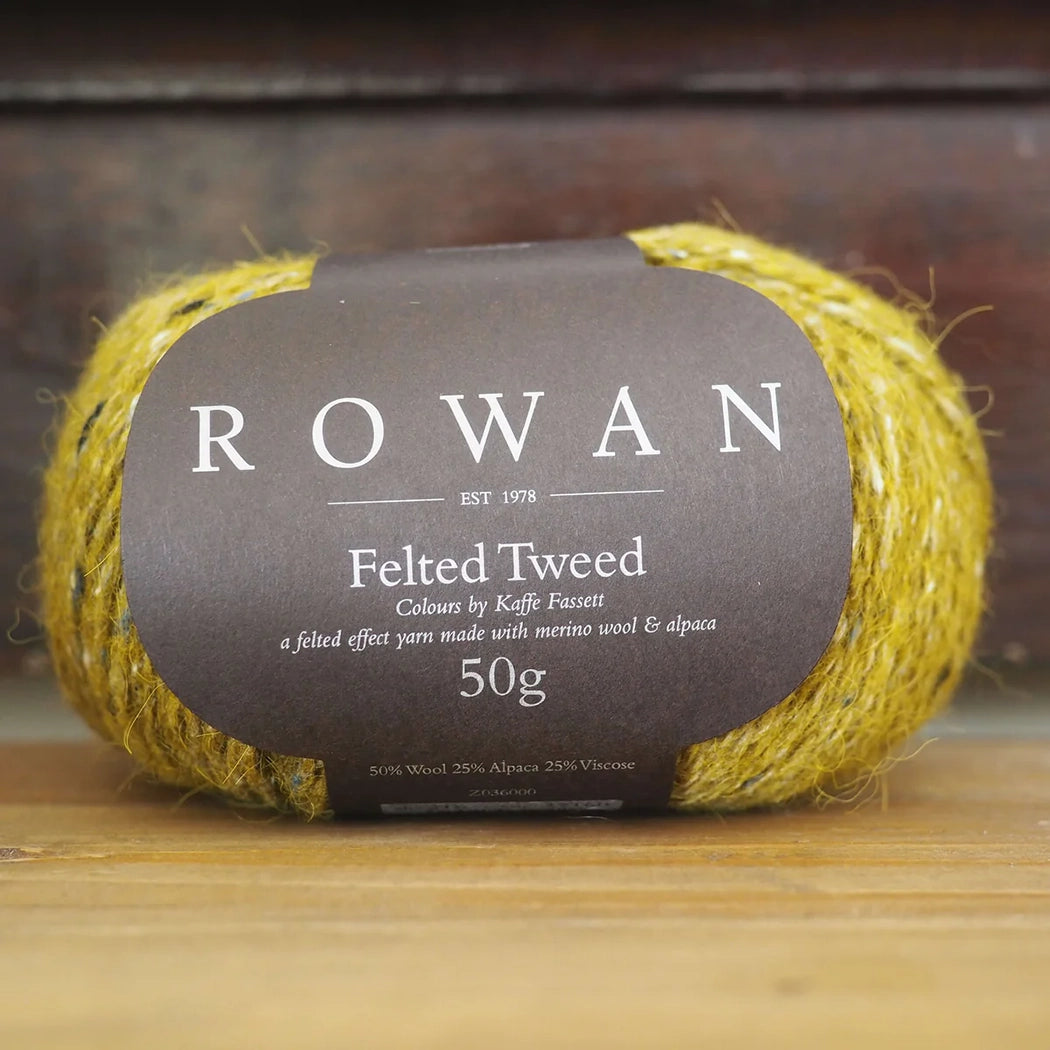 ROWAN
EST 1978
Felted Tweed
Colours by Kaffe Fassett
a felted effect yarn made with merino wool & alpaca
50g
50% Wool 25% Alpaca 25% Viscose
Z036000